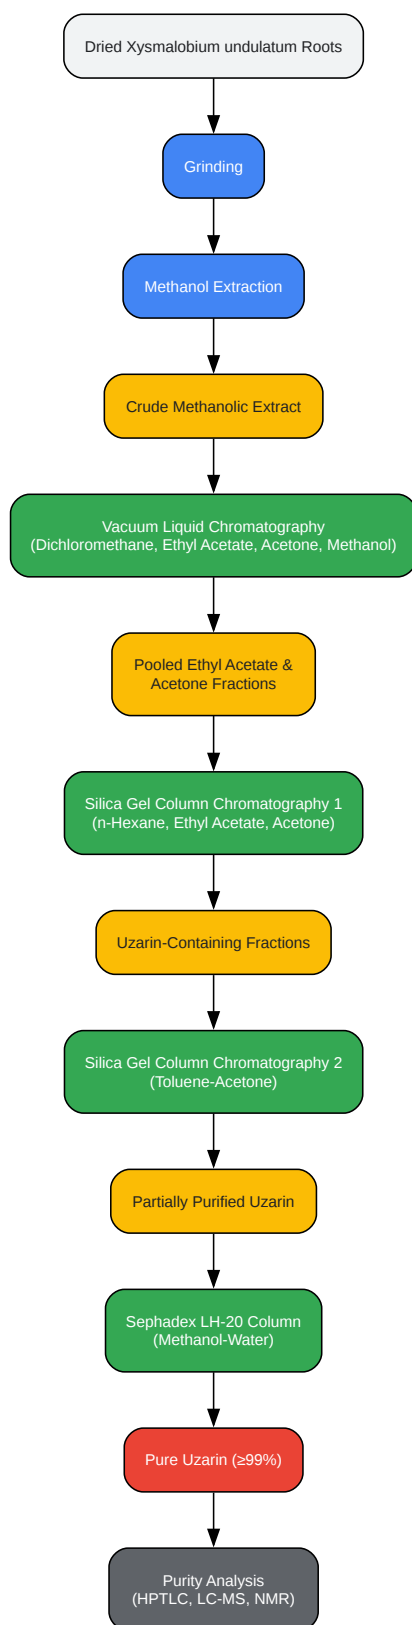 Dried Xysmalobium undulatum Roots
Grinding
Methanol Extraction
Crude Methanolic Extract
Vacuum Liquid Chromatography
(Dichloromethane, Ethyl Acetate, Acetone, Methanol)
Pooled Ethyl Acetate &
Acetone Fractions
Silica Gel Column Chromatography 1
(n-Hexane, Ethyl Acetate, Acetone)
Uzarin-Containing Fractions
Silica Gel Column Chromatography 2
(Toluene-Acetone)
Partially Purified Uzarin
Sephadex LH-20 Column
(Methanol-Water)
Pure Uzarin (≥99%)
Purity Analysis
(HPTLC, LC-MS, NMR)